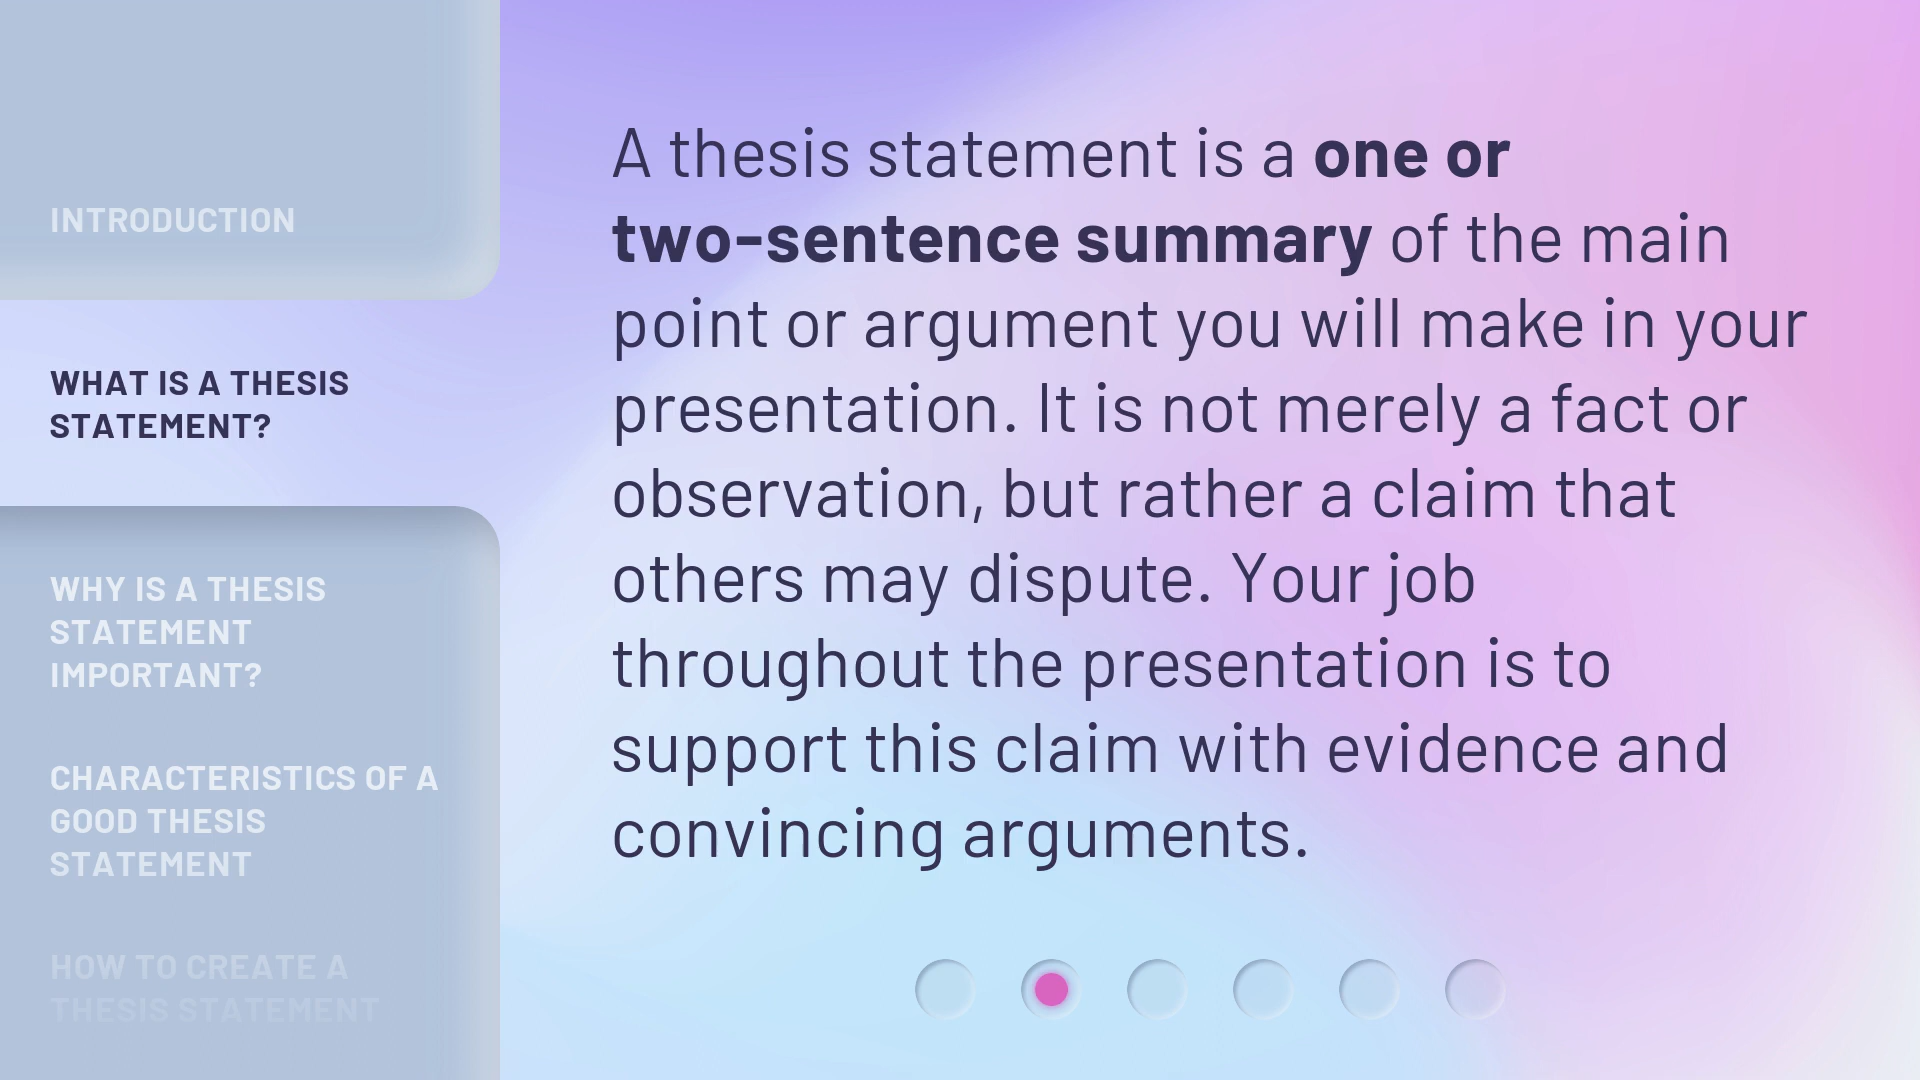 INTRODUCTION
WHAT IS A THESIS
STATEMENT?
WHY IS A THESIS
STATEMENT
IMPORTANT?
CHARACTERISTICS OF A
GOOD THESIS
STATEMENT
HOW TO CREATE A
THESIS STATEMENT
A thesis statement is a one or
two-sentence summary of the main
point or argument you will make in your
presentation. It is not merely a fact or
observation, but rather a claim that
others may dispute. Your job
throughout the presentation is to
support this claim with evidence and
convincing arguments.